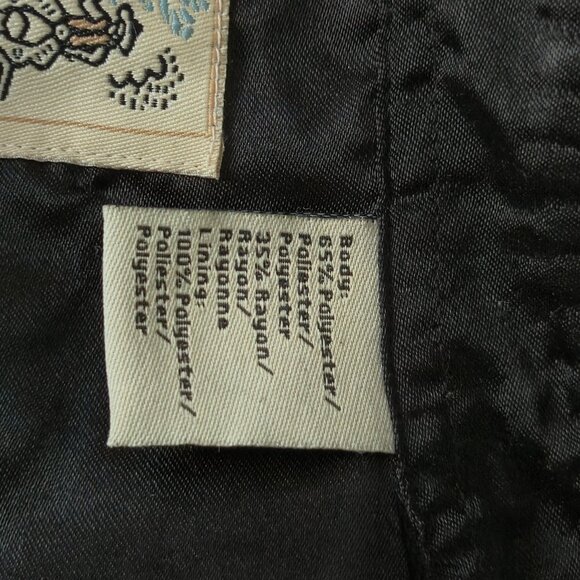 Body:
65% Polyester/
Poliester/
Polyester
35% Rayon/
Rayon/
Rayonne
Lining:
100% Polyester/
Poliester/
Polyester